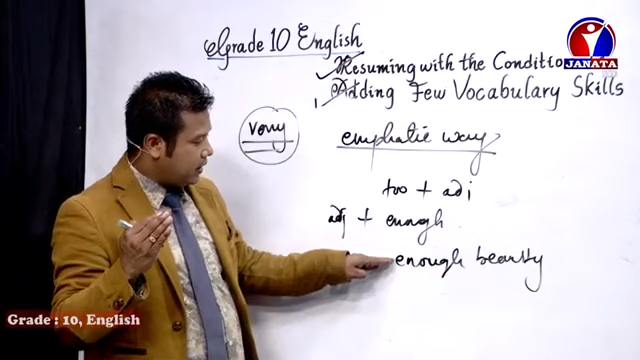 Grade 10 English
Resuming with the Conditio
Adding Few Vocabulary Skills
very
emphatic way
too + adj
adj + enough
enough beauty
JANATA
Grade : 10, English